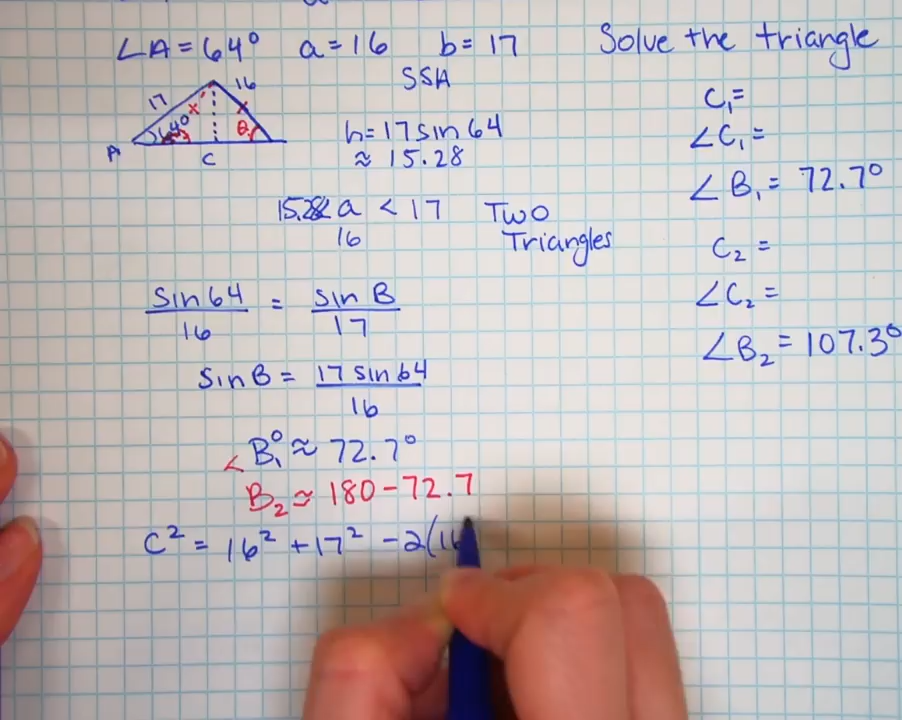 ∠A = 64° a = 16 b = 17 Solve the triangle
SSA
17 16
64° θ
A C
h = 17 sin 64
≈ 15.28
C₁ =
∠C₁ =
∠B₁ = 72.7°
15.28 < a < 17 Two
16 Triangles
C₂ =
∠C₂ =
∠B₂ = 107.3°
sin 64 / 16 = sin B / 17
sin B = 17 sin 64 / 16
∠B₁° ≈ 72.7°
B₂ ≈ 180 - 72.7
C² = 16² + 17² - 2(16